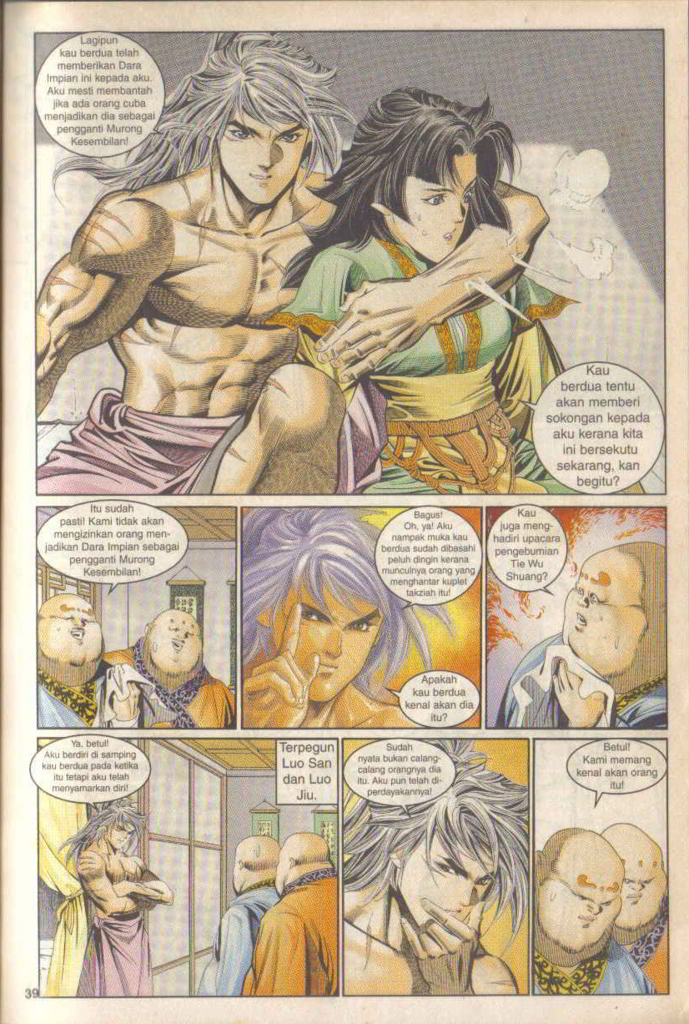 Lagipun
kau berdua telah
memberikan Dara
Impian ini kepada aku.
Aku mesti membantah
jika ada orang cuba
menjadikan dia sebagai
pengganti Murong
Kesembilan!
Kau
berdua tentu
akan memberi
sokongan kepada
aku kerana kita
ini bersekutu
sekarang, kan
begitu?
Itu sudah
pasti! Kami tidak akan
mengizinkan orang men-
jadikan Dara Impian sebagai
pengganti Murong
Kesembilan!
Bagus!
Oh, ya! Aku
nampak muka kau
berdua sudah dibasahi
peluh dingin kerana
munculnya orang yang
menghantar kuplet
takziah itu!
Apakah
kau berdua
kenal akan dia
itu?
Kau
juga meng-
hadiri upacara
pengebumian
Tie Wu
Shuang?
Ya, betul!
Aku berdiri di samping
kau berdua pada ketika
itu tetapi aku telah
menyamarkan diri!
Terpegun
Luo San
dan Luo
Jiu.
Sudah
nyata bukan calang-
calang orangnya dia
itu. Aku pun telah di-
perdayakannya!
Betul!
Kami memang
kenal akan orang
itu!
39